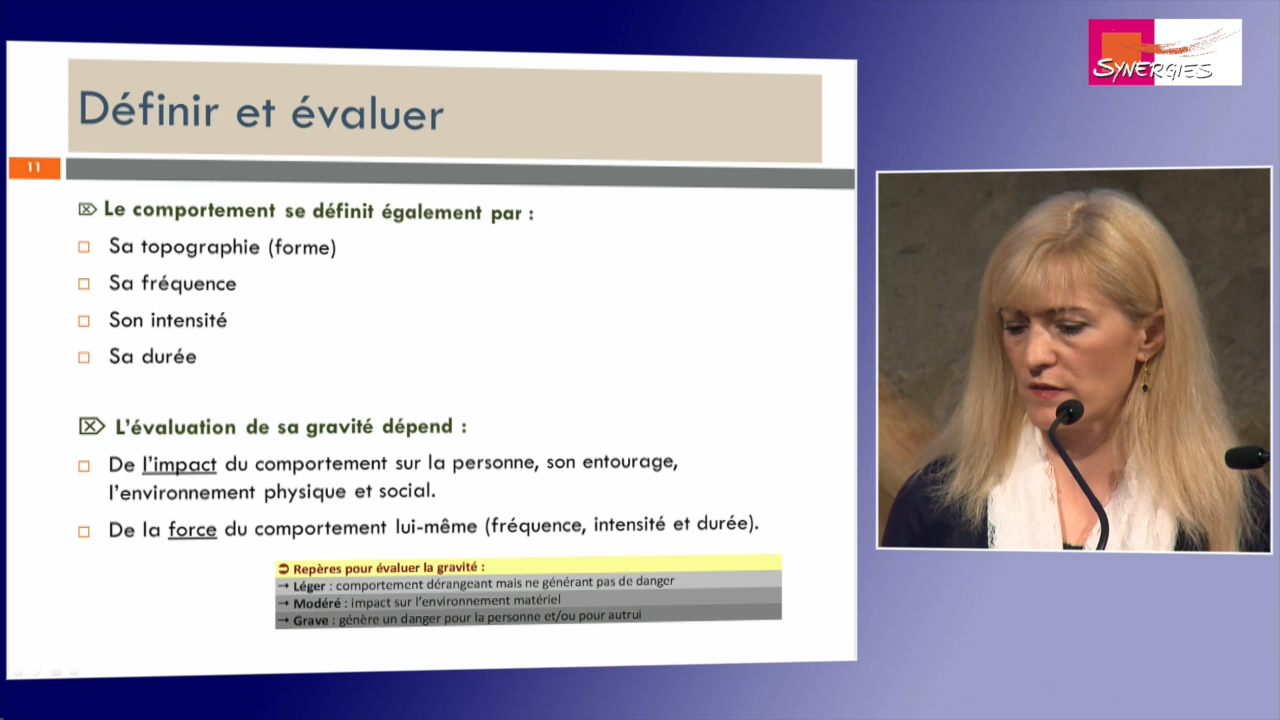 SYNERGIES
Définir et évaluer
11
Le comportement se définit également par :
Sa topographie (forme)
Sa fréquence
Son intensité
Sa durée
L'évaluation de sa gravité dépend :
De l'impact du comportement sur la personne, son entourage,
l'environnement physique et social.
De la force du comportement lui-même (fréquence, intensité et durée).
➲ Repères pour évaluer la gravité :
→ Léger : comportement dérangeant mais ne générant pas de danger
→ Modéré : impact sur l'environnement matériel
→ Grave : génère un danger pour la personne et/ou pour autrui